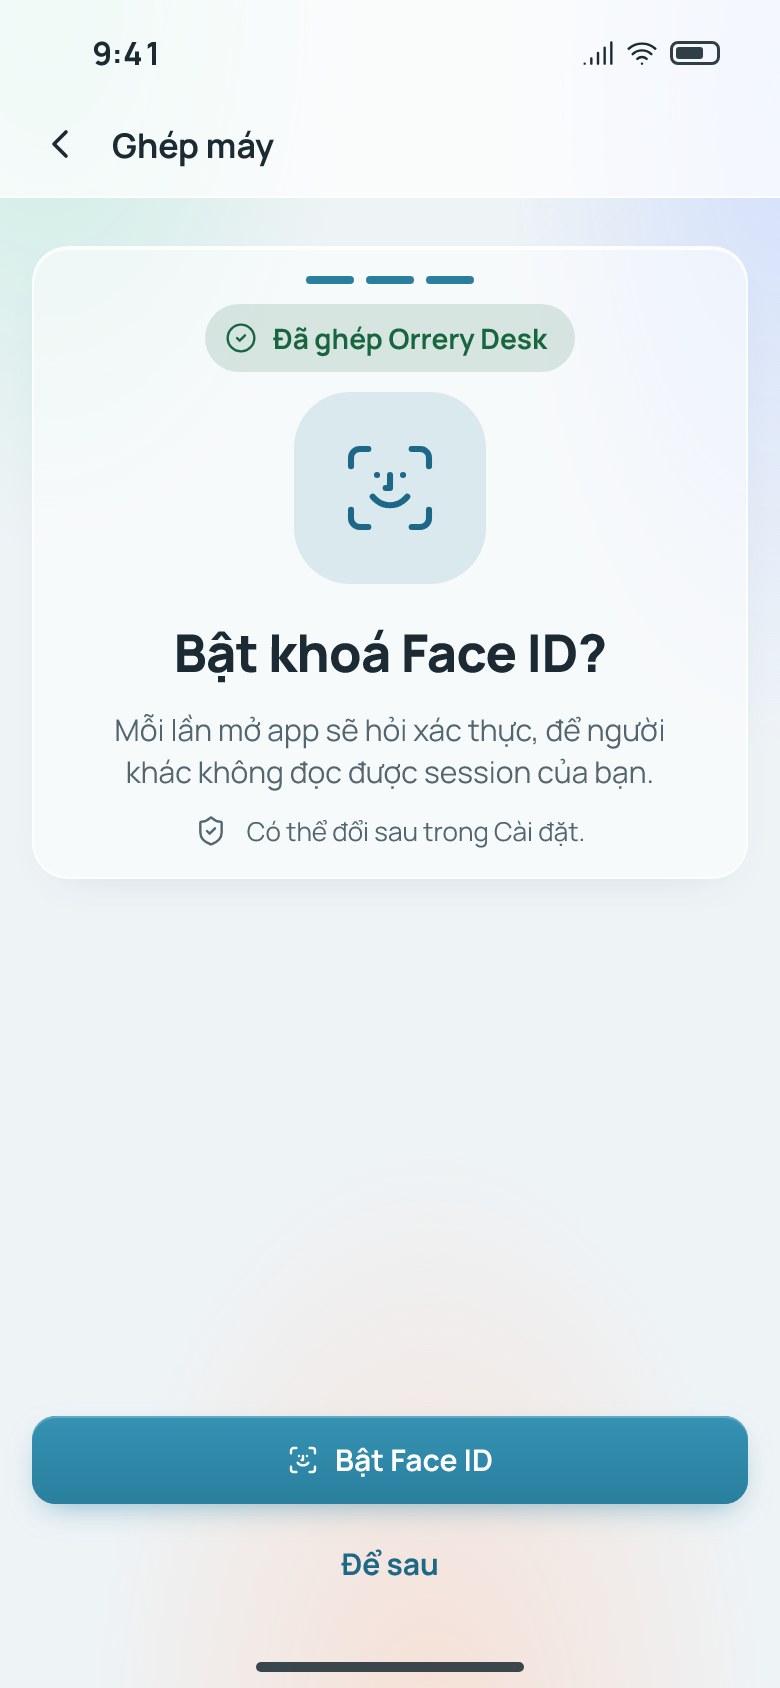 9:41
Ghép máy
Đã ghép Orrery Desk
Bật khoá Face ID?
Mỗi lần mở app sẽ hỏi xác thực, để người
khác không đọc được session của bạn.
Có thể đổi sau trong Cài đặt.
Bật Face ID
Để sau